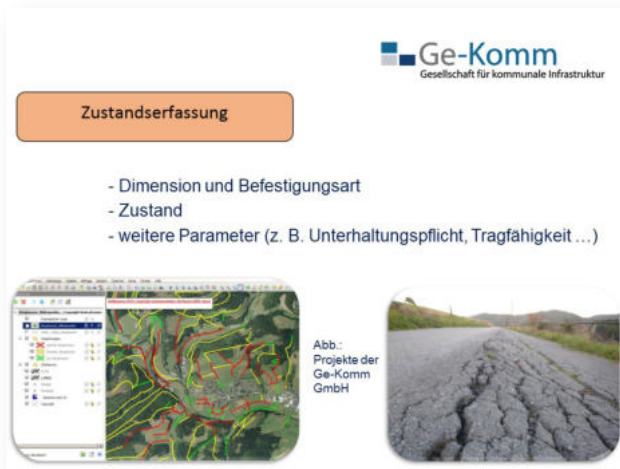 Ge-Komm
Gesellschaft für kommunale Infrastruktur
Zustandserfassung
- Dimension und Befestigungsart
- Zustand
- weitere Parameter (z. B. Unterhaltungspflicht, Tragfähigkeit …)
Abb.:
Projekte der
Ge-Komm
GmbH